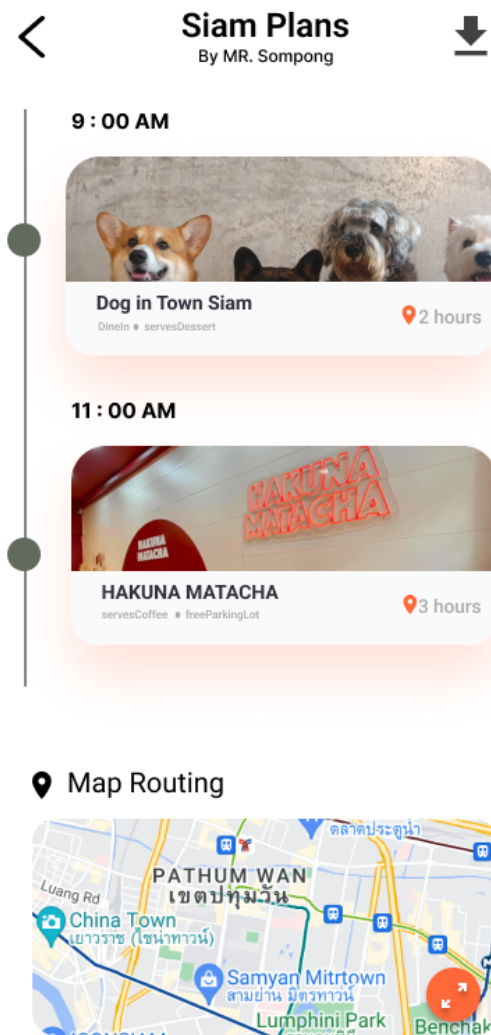 Siam Plans
By MR. Sompong
9 : 00 AM
Dog in Town Siam
DineIn • servesDessert
2 hours
11 : 00 AM
HAKUNA
MATACHA
HAKUNA
MATACHA
HAKUNA MATACHA
servesCoffee • freeParkingLot
3 hours
Map Routing
ตลาดประตูน้ำ
PATHUM WAN
เขตปทุมวัน
Luang Rd
China Town
เยาวราช (ไชน่าทาวน์)
Samyan Mitrtown
สามย่าน มิตรทาวน์
Lumphini Park
Benchak